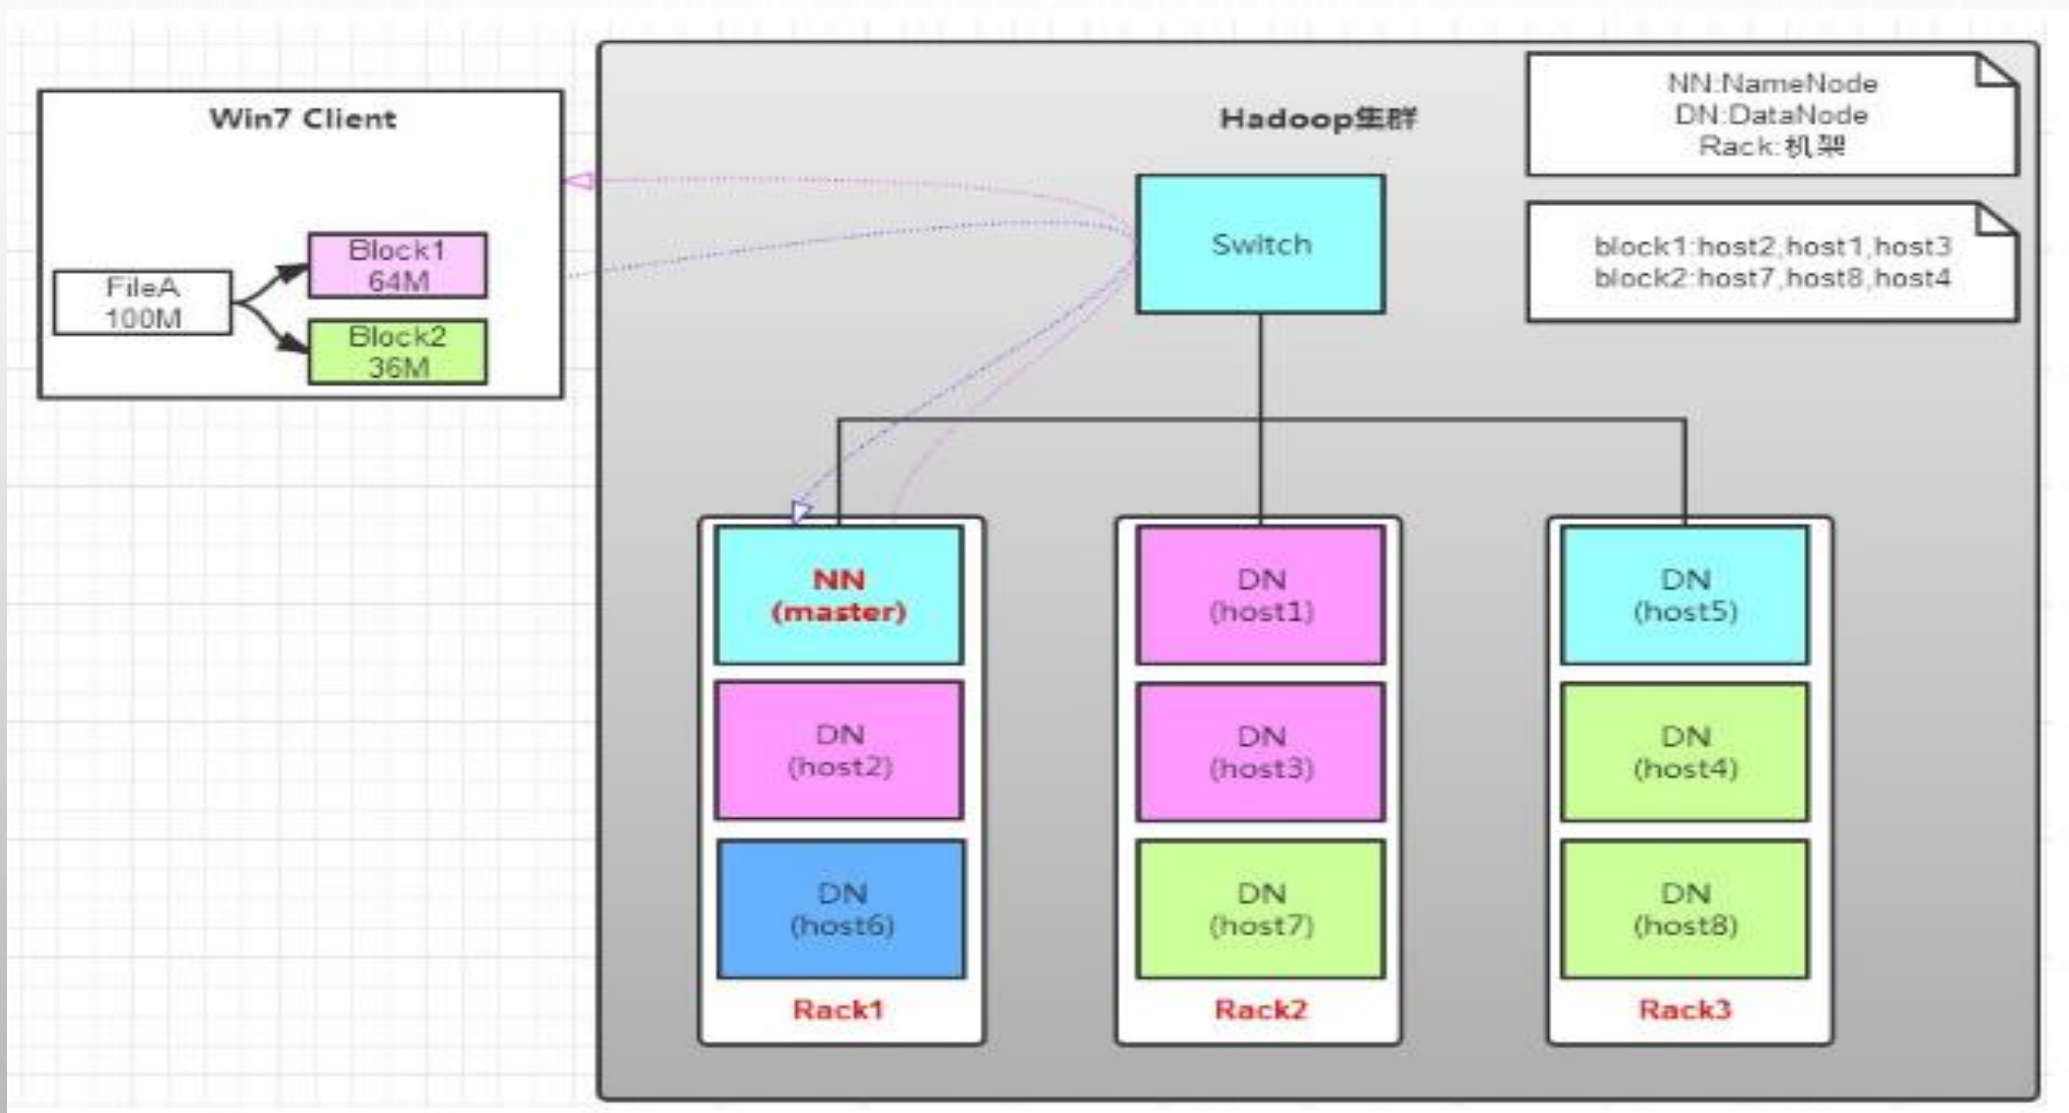 Win7 Client
FileA
100M
Block1
64M
Block2
36M
Hadoop集群
NN:NameNode
DN:DataNode
Rack:机架
block1:host2,host1,host3
block2:host7,host8,host4
Switch
NN
(master)
DN
(host2)
DN
(host6)
Rack1
DN
(host1)
DN
(host3)
DN
(host7)
Rack2
DN
(host5)
DN
(host4)
DN
(host8)
Rack3